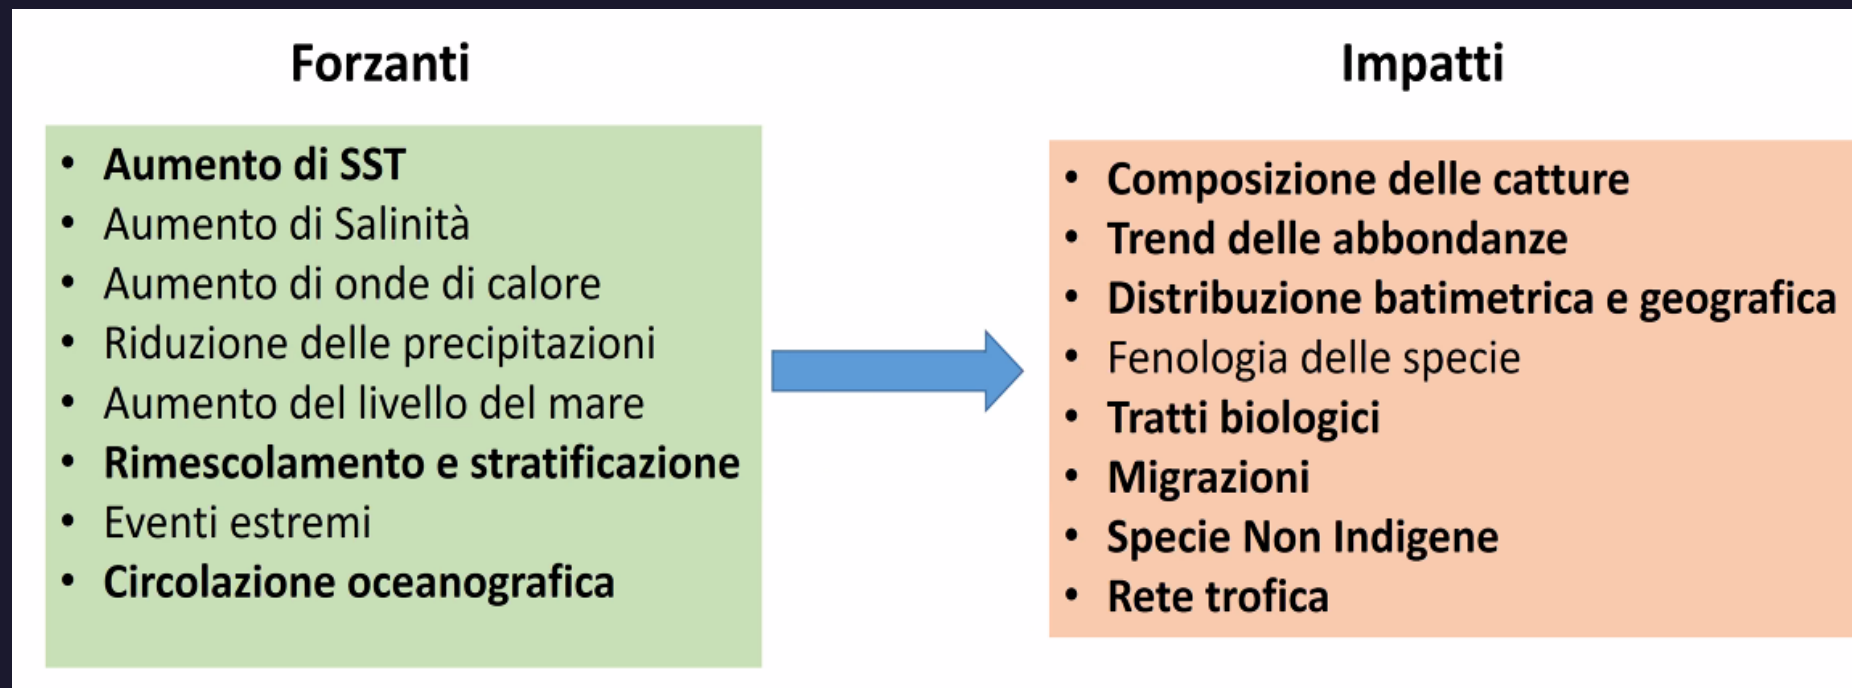 Forzanti
• Aumento di SST
• Aumento di Salinità
• Aumento di onde di calore
• Riduzione delle precipitazioni
• Aumento del livello del mare
• Rimescolamento e stratificazione
• Eventi estremi
• Circolazione oceanografica
Impatti
• Composizione delle catture
• Trend delle abbondanze
• Distribuzione batimetrica e geografica
• Fenologia delle specie
• Tratti biologici
• Migrazioni
• Specie Non Indigene
• Rete trofica